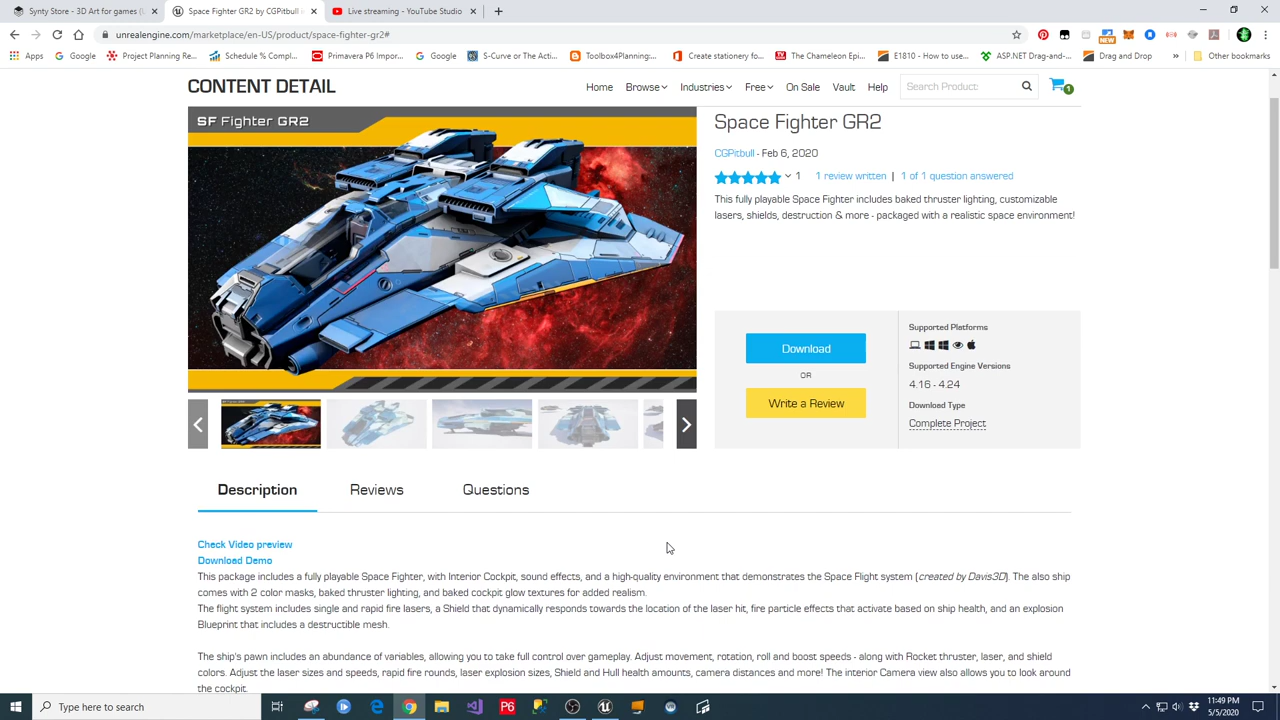 Synty Store - 3D Art for games (L
Space Fighter GR2 by CGPitbull in
Live streaming - YouTube Studio
unrealengine.com/marketplace/en-US/product/space-fighter-gr2#
Apps
Google
Project Planning Re...
Schedule % Compl...
Primavera P6 Impor...
Google
S-Curve or The Acti...
Toolbox4Planning:...
Create stationery fo...
The Chameleon Epi...
E1810 - How to use...
ASP.NET Drag-and-...
Drag and Drop
»
Other bookmarks
NEW
CONTENT DETAIL
Home
Browse
Industries
Free
On Sale
Vault
Help
Search Product:
1
SF Fighter GR2
Space Fighter GR2
CGPitbull - Feb 6, 2020
1 1 review written | 1 of 1 question answered
This fully playable Space Fighter includes baked thruster lighting, customizable
lasers, shields, destruction & more - packaged with a realistic space environment!
Download
OR
Write a Review
Supported Platforms
Supported Engine Versions
4.16 - 4.24
Download Type
Complete Project
Description
Reviews
Questions
Check Video preview
Download Demo
This package includes a fully playable Space Fighter, with Interior Cockpit, sound effects, and a high-quality environment that demonstrates the Space Flight system (created by Davis3D). The also ship
comes with 2 color masks, baked thruster lighting, and baked cockpit glow textures for added realism.
The flight system includes single and rapid fire lasers, a Shield that dynamically responds towards the location of the laser hit, fire particle effects that activate based on ship health, and an explosion
Blueprint that includes a destructible mesh.
The ship's pawn includes an abundance of variables, allowing you to take full control over gameplay. Adjust movement, rotation, roll and boost speeds - along with Rocket thruster, laser, and shield
colors. Adjust the laser sizes and speeds, rapid fire rounds, laser explosion sizes, Shield and Hull health amounts, camera distances and more! The interior Camera view also allows you to look around
the cockpit.
Type here to search
P6
11:49 PM
5/5/2020